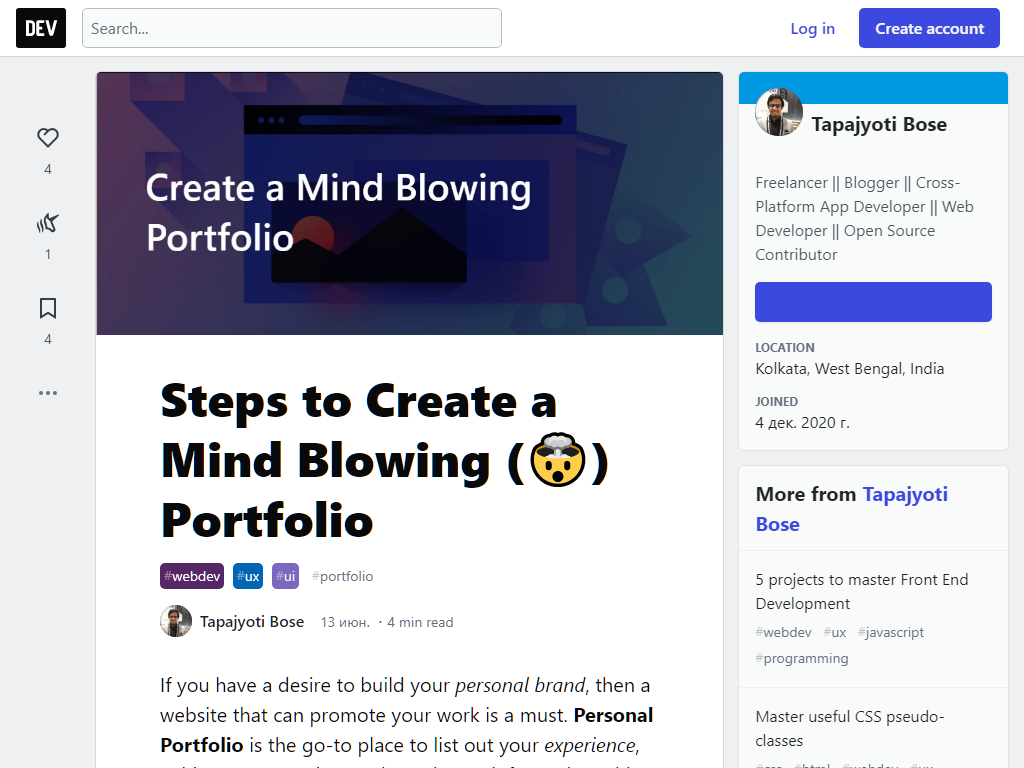 DEV
Search...
Log in
Create account
4
1
4
Create a Mind Blowing
Portfolio
Steps to Create a
Mind Blowing (🤯)
Portfolio
#webdev #ux #ui #portfolio
Tapajyoti Bose 13 июн. ・4 min read
If you have a desire to build your personal brand, then a
website that can promote your work is a must. Personal
Portfolio is the go-to place to list out your experience,
Tapajyoti Bose
Freelancer || Blogger || Cross-
Platform App Developer || Web
Developer || Open Source
Contributor
LOCATION
Kolkata, West Bengal, India
JOINED
4 дек. 2020 г.
More from Tapajyoti
Bose
5 projects to master Front End
Development
#webdev #ux #javascript
#programming
Master useful CSS pseudo-
classes
#css #html #webdev #ux